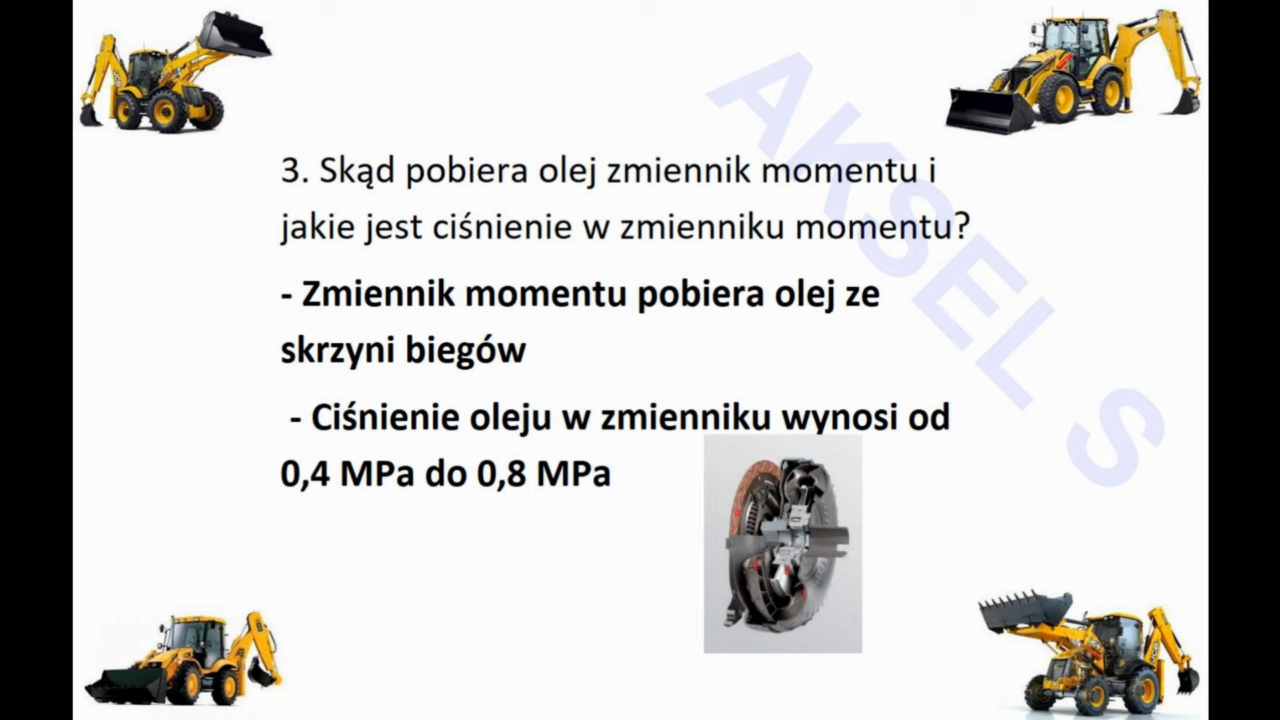 3. Skąd pobiera olej zmiennik momentu i
jakie jest ciśnienie w zmienniku momentu?
- Zmiennik momentu pobiera olej ze
skrzyni biegów
- Ciśnienie oleju w zmienniku wynosi od
0,4 MPa do 0,8 MPa
AKSEL S